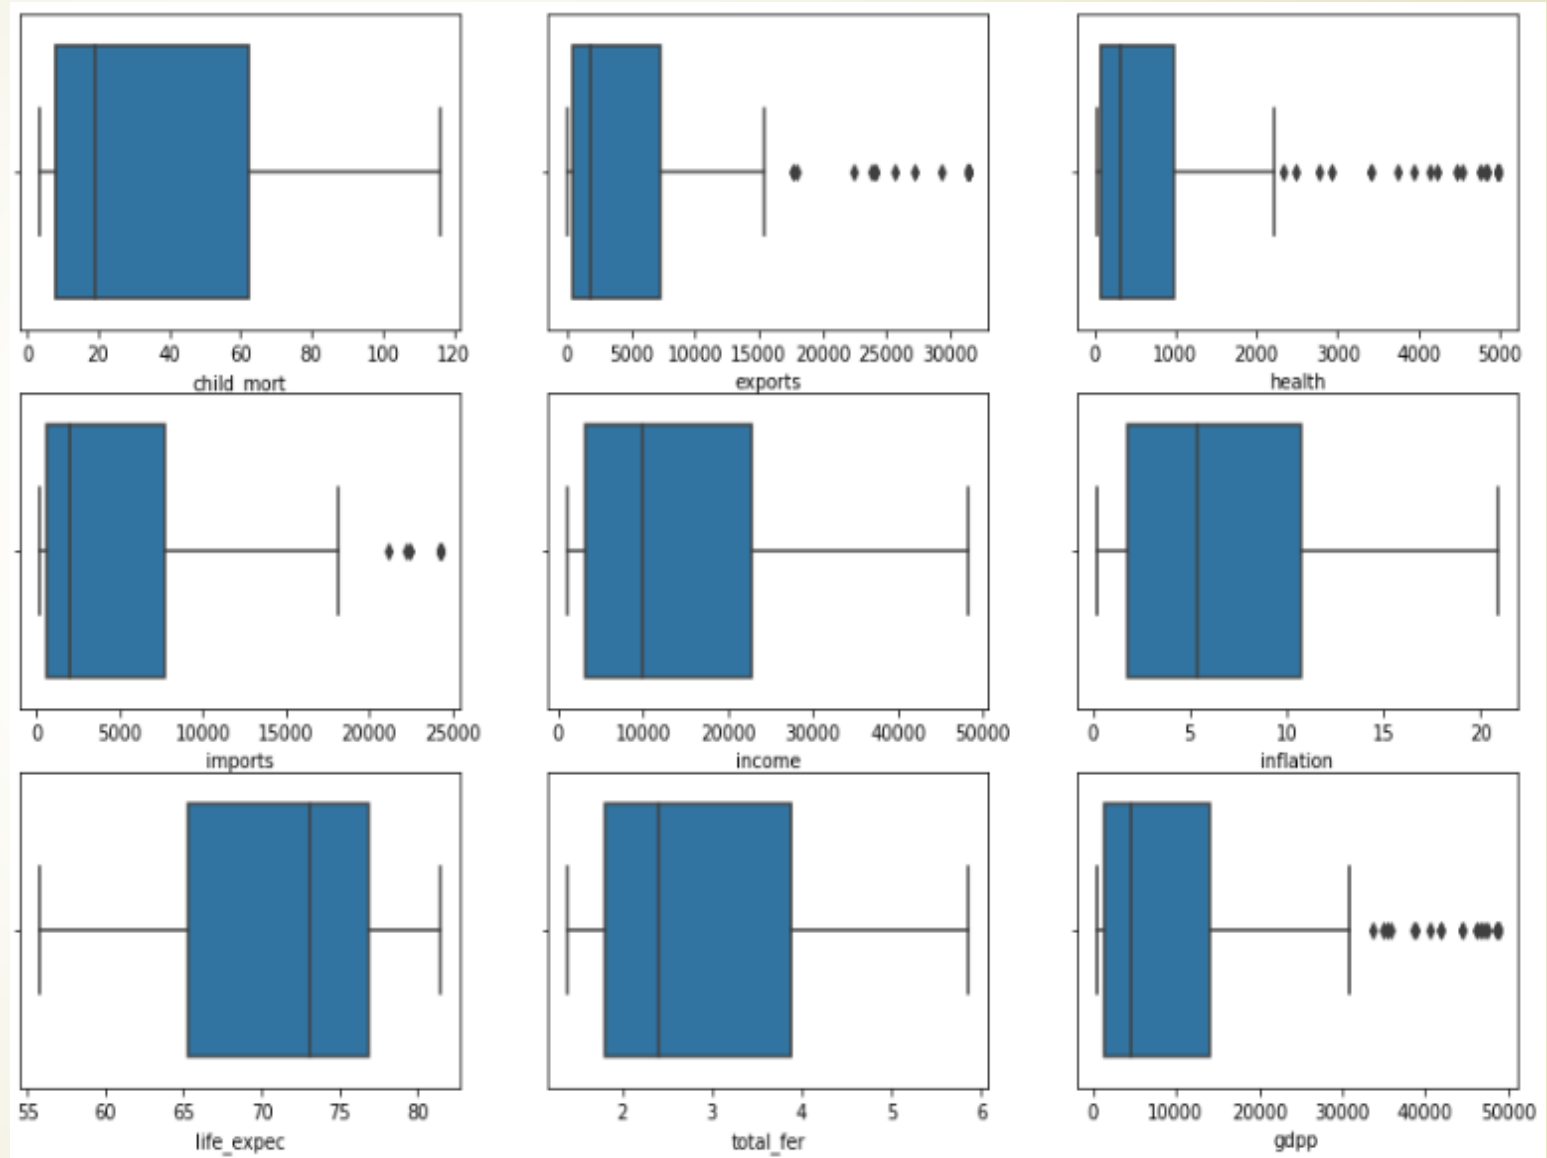 0 20 40 60 80 100 120
child_mort
0 5000 10000 15000 20000 25000 30000
exports
0 1000 2000 3000 4000 5000
health
0 5000 10000 15000 20000 25000
imports
0 10000 20000 30000 40000 50000
income
0 5 10 15 20
inflation
55 60 65 70 75 80
life_expec
2 3 4 5 6
total_fer
0 10000 20000 30000 40000 50000
gdpp